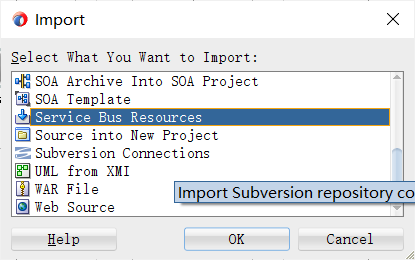 Import
Select What You Want to Import:
SOA Archive Into SOA Project
SOA Template
Service Bus Resources
Source into New Project
Subversion Connections
UML from XMI
WAR File
Import Subversion repository co
Web Source
Help
OK
Cancel